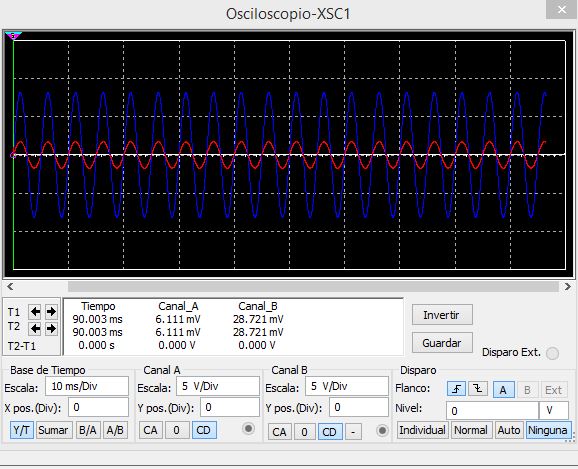 Osciloscopio-XSC1
Tiempo Canal_A Canal_B
T1 90.003 ms 6.111 mV 28.721 mV
T2 90.003 ms 6.111 mV 28.721 mV
T2-T1 0.000 s 0.000 V 0.000 V
Invertir
Guardar
Disparo Ext.
Base de Tiempo Canal A Canal B Disparo
Escala: 10 ms/Div Escala: 5 V/Div Escala: 5 V/Div Flanco: A B Ext
X pos.(Div): 0 Y pos.(Div): 0 Y pos.(Div): 0 Nivel: 0 V
Y/T Sumar B/A A/B CA 0 CD CA 0 CD - Individual Normal Auto Ninguna